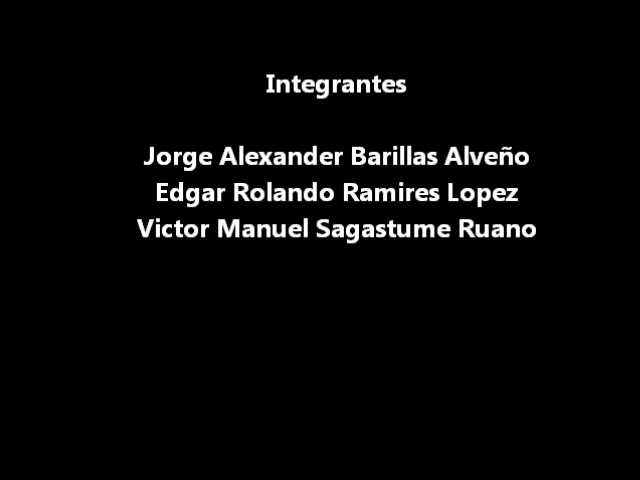 Integrantes
Jorge Alexander Barillas Alveño
Edgar Rolando Ramires Lopez
Victor Manuel Sagastume Ruano